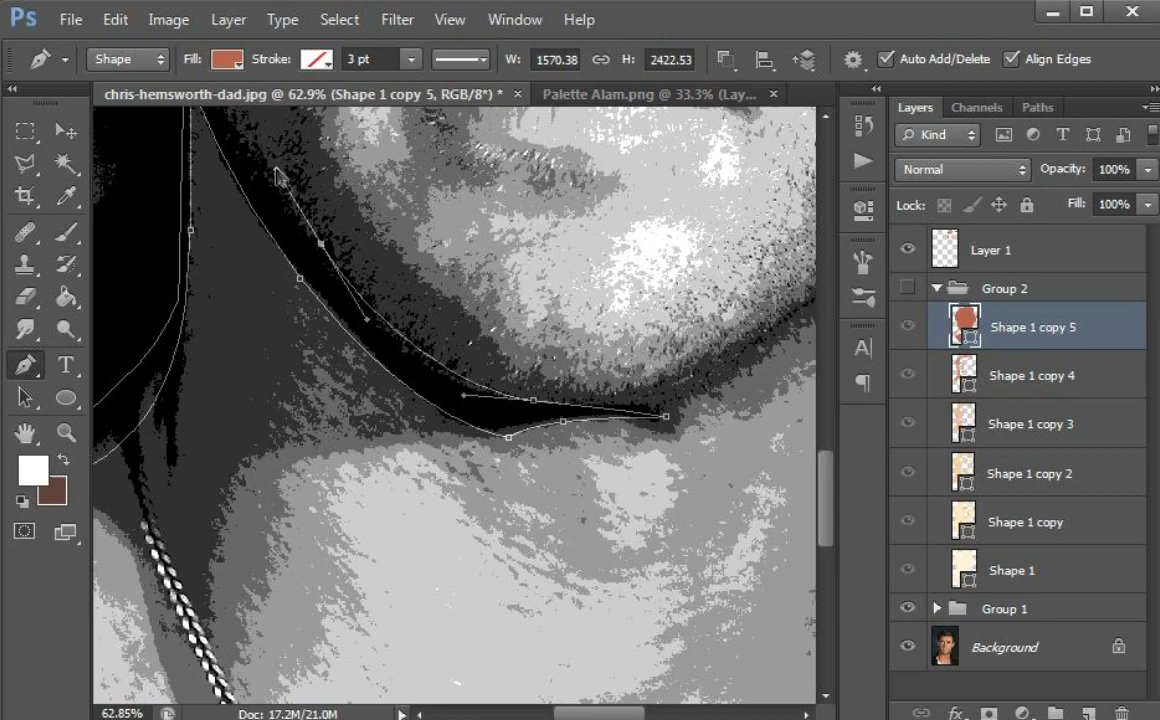 Ps File Edit Image Layer Type Select Filter View Window Help
Shape Fill: Stroke: 3 pt W: 1570.38 H: 2422.53 Auto Add/Delete Align Edges
chris-hemsworth-dad.jpg @ 62.9% (Shape 1 copy 5, RGB/8*) * × Palette Alam.png @ 33.3% (Lay... ×
Layers Channels Paths
Kind
Normal Opacity: 100%
Lock: Fill: 100%
Layer 1
Group 2
Shape 1 copy 5
Shape 1 copy 4
Shape 1 copy 3
Shape 1 copy 2
Shape 1 copy
Shape 1
Group 1
Background
62.85% Doc: 17.2M/21.0M